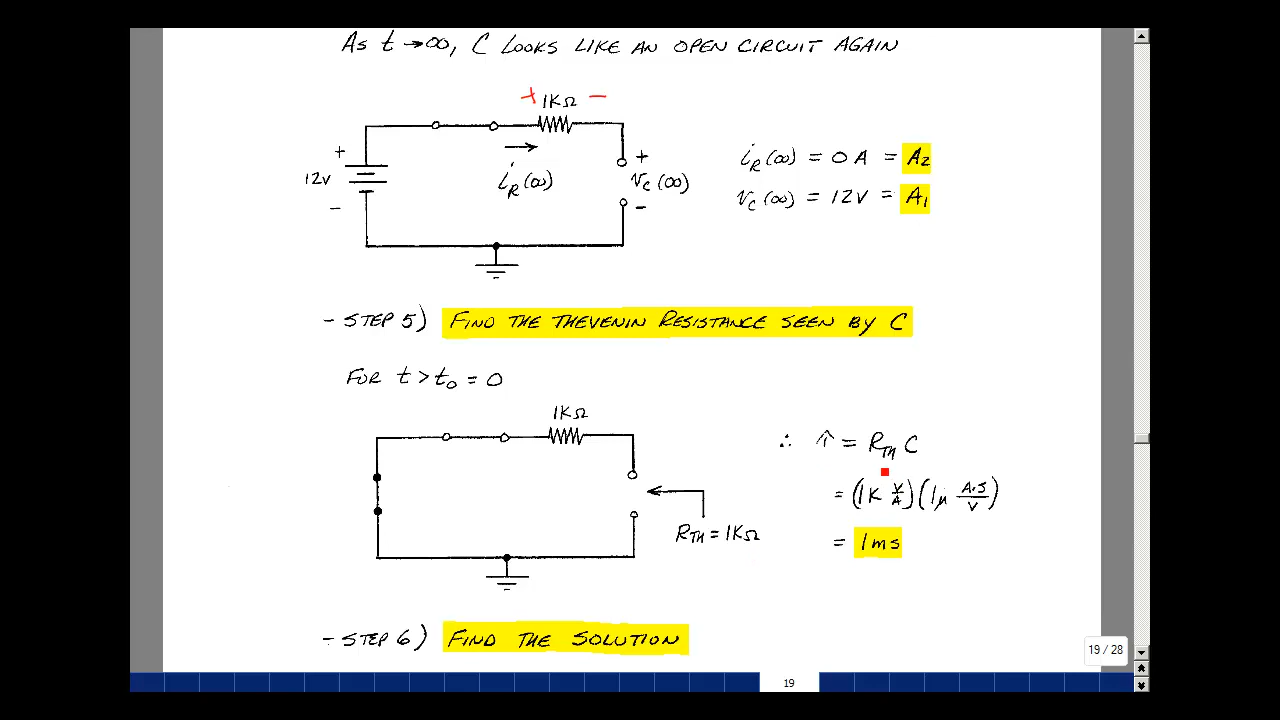 AS t → ∞, C LOOKS LIKE AN OPEN CIRCUIT AGAIN
+ 1KΩ −
+
12V
−
i_R(∞)
+
v_C(∞)
−
i_R(∞) = 0 A = A2
v_C(∞) = 12V = A1
- STEP 5) FIND THE THEVENIN RESISTANCE SEEN BY C
FOR t > t0 = 0
1KΩ
R_TH = 1KΩ
∴ τ = R_TH C
= (1K V/A)(1μ A·S/V)
= 1ms
- STEP 6) FIND THE SOLUTION
19 / 28
19